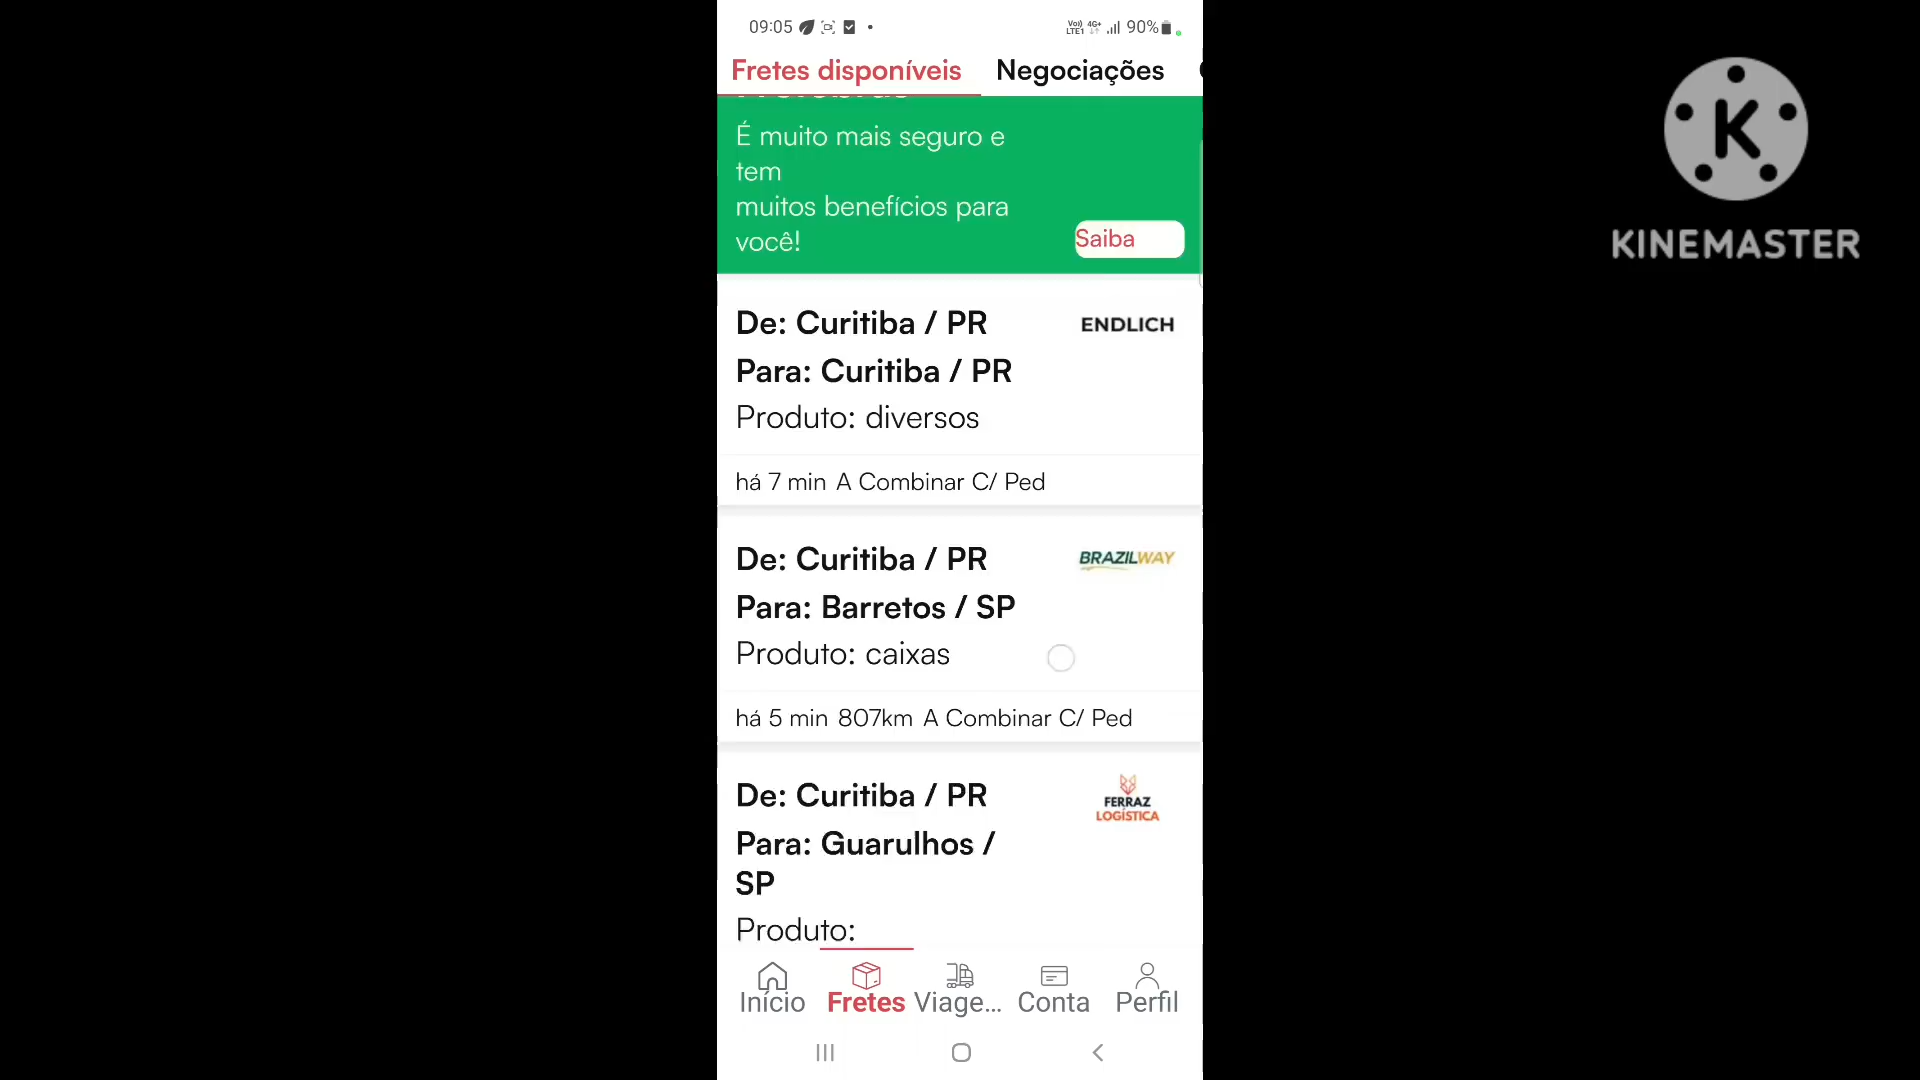 09:05 Vo)) LTE1 4G+ 90%
Fretes disponíveis Negociações
É muito mais seguro e
tem
muitos benefícios para
você!
Saiba
De: Curitiba / PR
ENDLICH
Para: Curitiba / PR
Produto: diversos
há 7 min A Combinar C/ Ped
De: Curitiba / PR
BRAZILWAY
Para: Barretos / SP
Produto: caixas
há 5 min 807km A Combinar C/ Ped
De: Curitiba / PR
FERRAZ
LOGÍSTICA
Para: Guarulhos /
SP
Produto:
Início Fretes Viage... Conta Perfil
K
KINEMASTER